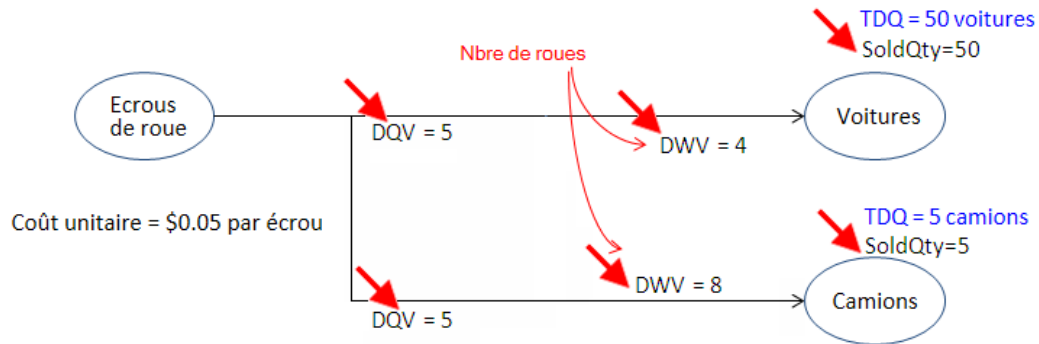 TDQ = 50 voitures
SoldQty=50
Nbre de roues
Ecrous
de roue
Voitures
DQV = 5
DWV = 4
Coût unitaire = $0.05 par écrou
TDQ = 5 camions
SoldQty=5
DWV = 8
Camions
DQV = 5